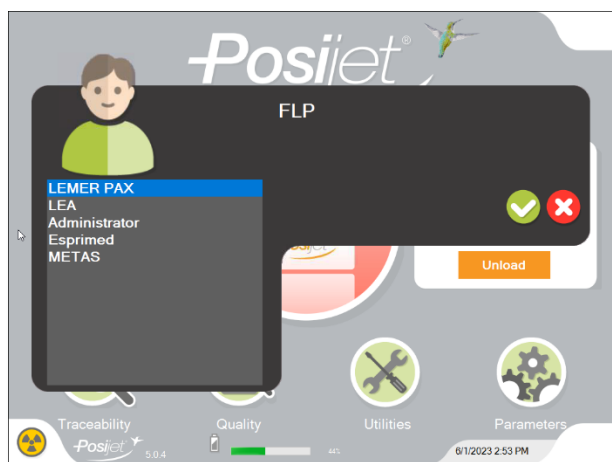 Posijet®
FLP
LEMER PAX
LEA
Administrator
Esprimed
METAS
Unload
Traceability
Quality
Utilities
Parameters
Posijet
5.0.4
44%
6/1/2023 2:53 PM